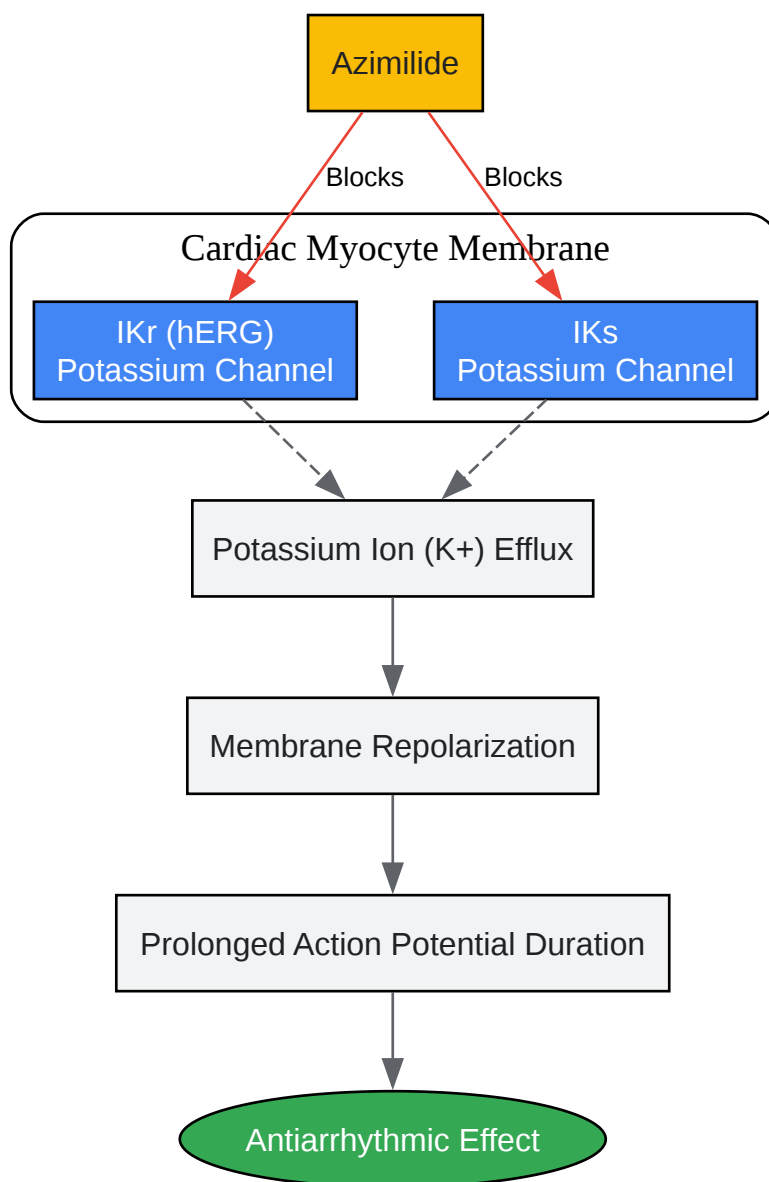 Azimilide
Blocks
Blocks
Cardiac Myocyte Membrane
IKr (hERG)
Potassium Channel
IKs
Potassium Channel
Potassium Ion (K+) Efflux
Membrane Repolarization
Prolonged Action Potential Duration
Antiarrhythmic Effect